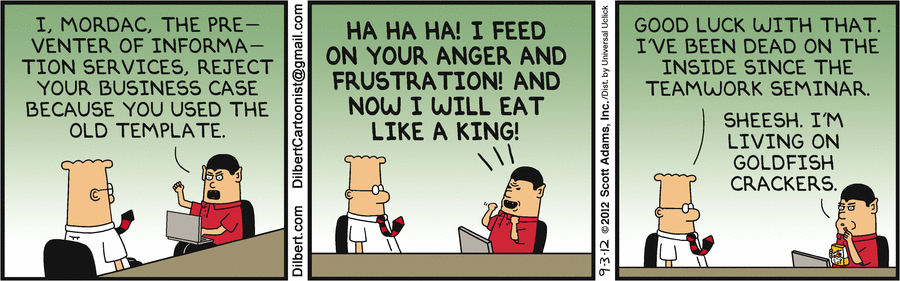 I, MORDAC, THE PRE-
VENTER OF INFORMA-
TION SERVICES, REJECT
YOUR BUSINESS CASE
BECAUSE YOU USED THE
OLD TEMPLATE.
Dilbert.com DilbertCartoonist@gmail.com
HA HA HA! I FEED
ON YOUR ANGER AND
FRUSTRATION! AND
NOW I WILL EAT
LIKE A KING!
9-3-12 ©2012 Scott Adams, Inc. /Dist. by Universal Uclick
GOOD LUCK WITH THAT.
I'VE BEEN DEAD ON THE
INSIDE SINCE THE
TEAMWORK SEMINAR.
SHEESH. I'M
LIVING ON
GOLDFISH
CRACKERS.